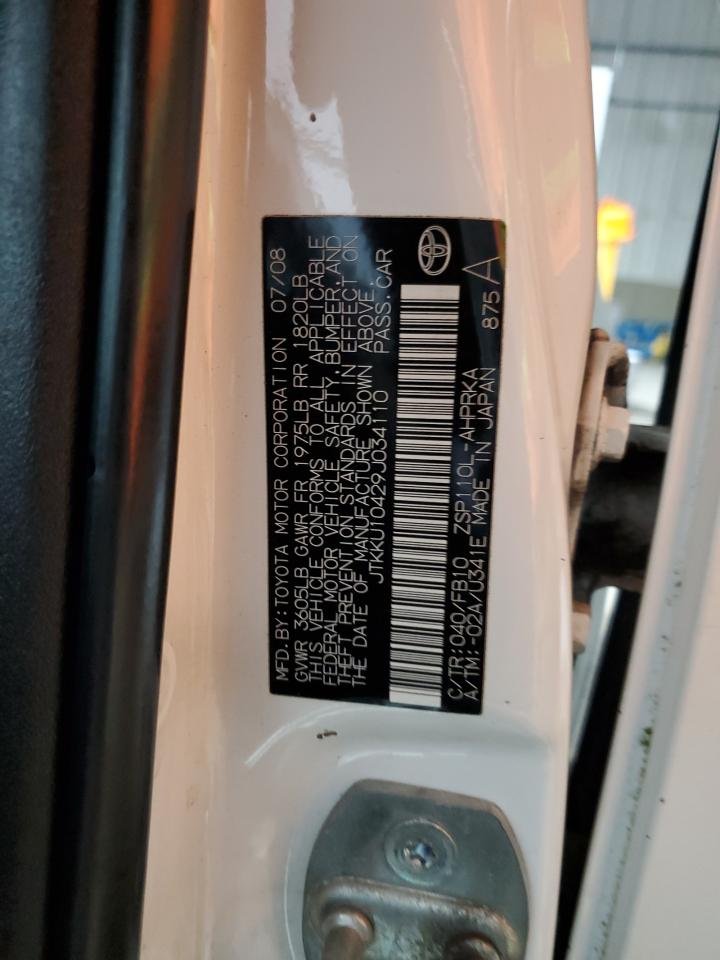 MFD. BY: TOYOTA MOTOR CORPORATION 07/08
GVWR 3605LB GAWR FR 1975LB RR 1820LB
THIS VEHICLE CONFORMS TO ALL APPLICABLE
FEDERAL MOTOR VEHICLE SAFETY, BUMPER, AND
THEFT PREVENTION STANDARDS IN EFFECT ON
THE DATE OF MANUFACTURE SHOWN ABOVE.
JTKKU10429J034110 PASS. CAR
C/TR: 040/FB10 ZSP110L-AHPRKA
A/TM: -02A/U341E MADE IN JAPAN 875 A